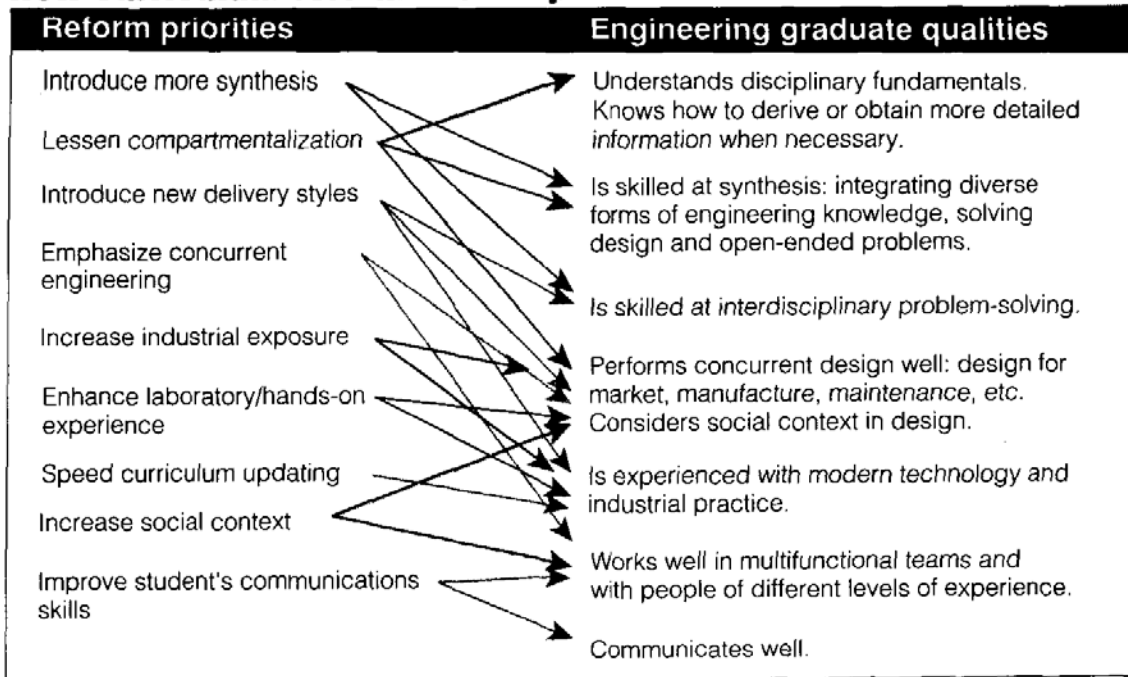 Reform priorities
Introduce more synthesis
Lessen compartmentalization
Introduce new delivery styles
Emphasize concurrent
engineering
Increase industrial exposure
Enhance laboratory/hands-on
experience
Speed curriculum updating
Increase social context
Improve student's communications
skills
Engineering graduate qualities
Understands disciplinary fundamentals.
Knows how to derive or obtain more detailed
information when necessary.
Is skilled at synthesis: integrating diverse
forms of engineering knowledge, solving
design and open-ended problems.
Is skilled at interdisciplinary problem-solving.
Performs concurrent design well: design for
market, manufacture, maintenance, etc.
Considers social context in design.
Is experienced with modern technology and
industrial practice.
Works well in multifunctional teams and
with people of different levels of experience.
Communicates well.